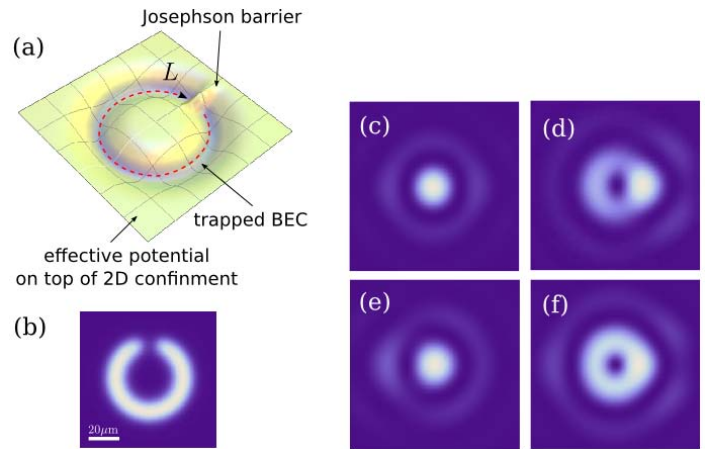 Josephson barrier
(a)
L
trapped BEC
effective potential
on top of 2D confinment
(b)
20μm
(c)
(d)
(e)
(f)